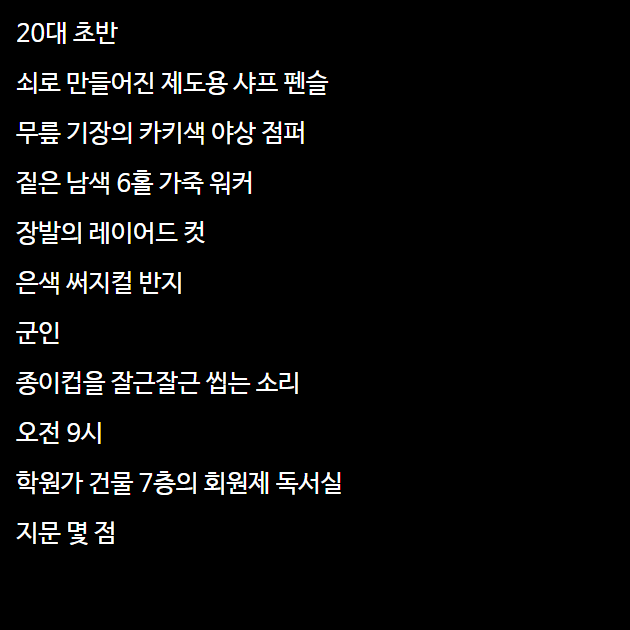 20대 초반
쇠로 만들어진 제도용 샤프 펜슬
무릎 기장의 카키색 야상 점퍼
짙은 남색 6홀 가죽 워커
장발의 레이어드 컷
은색 써지컬 반지
군인
종이컵을 잘근잘근 씹는 소리
오전 9시
학원가 건물 7층의 회원제 독서실
지문 몇 점